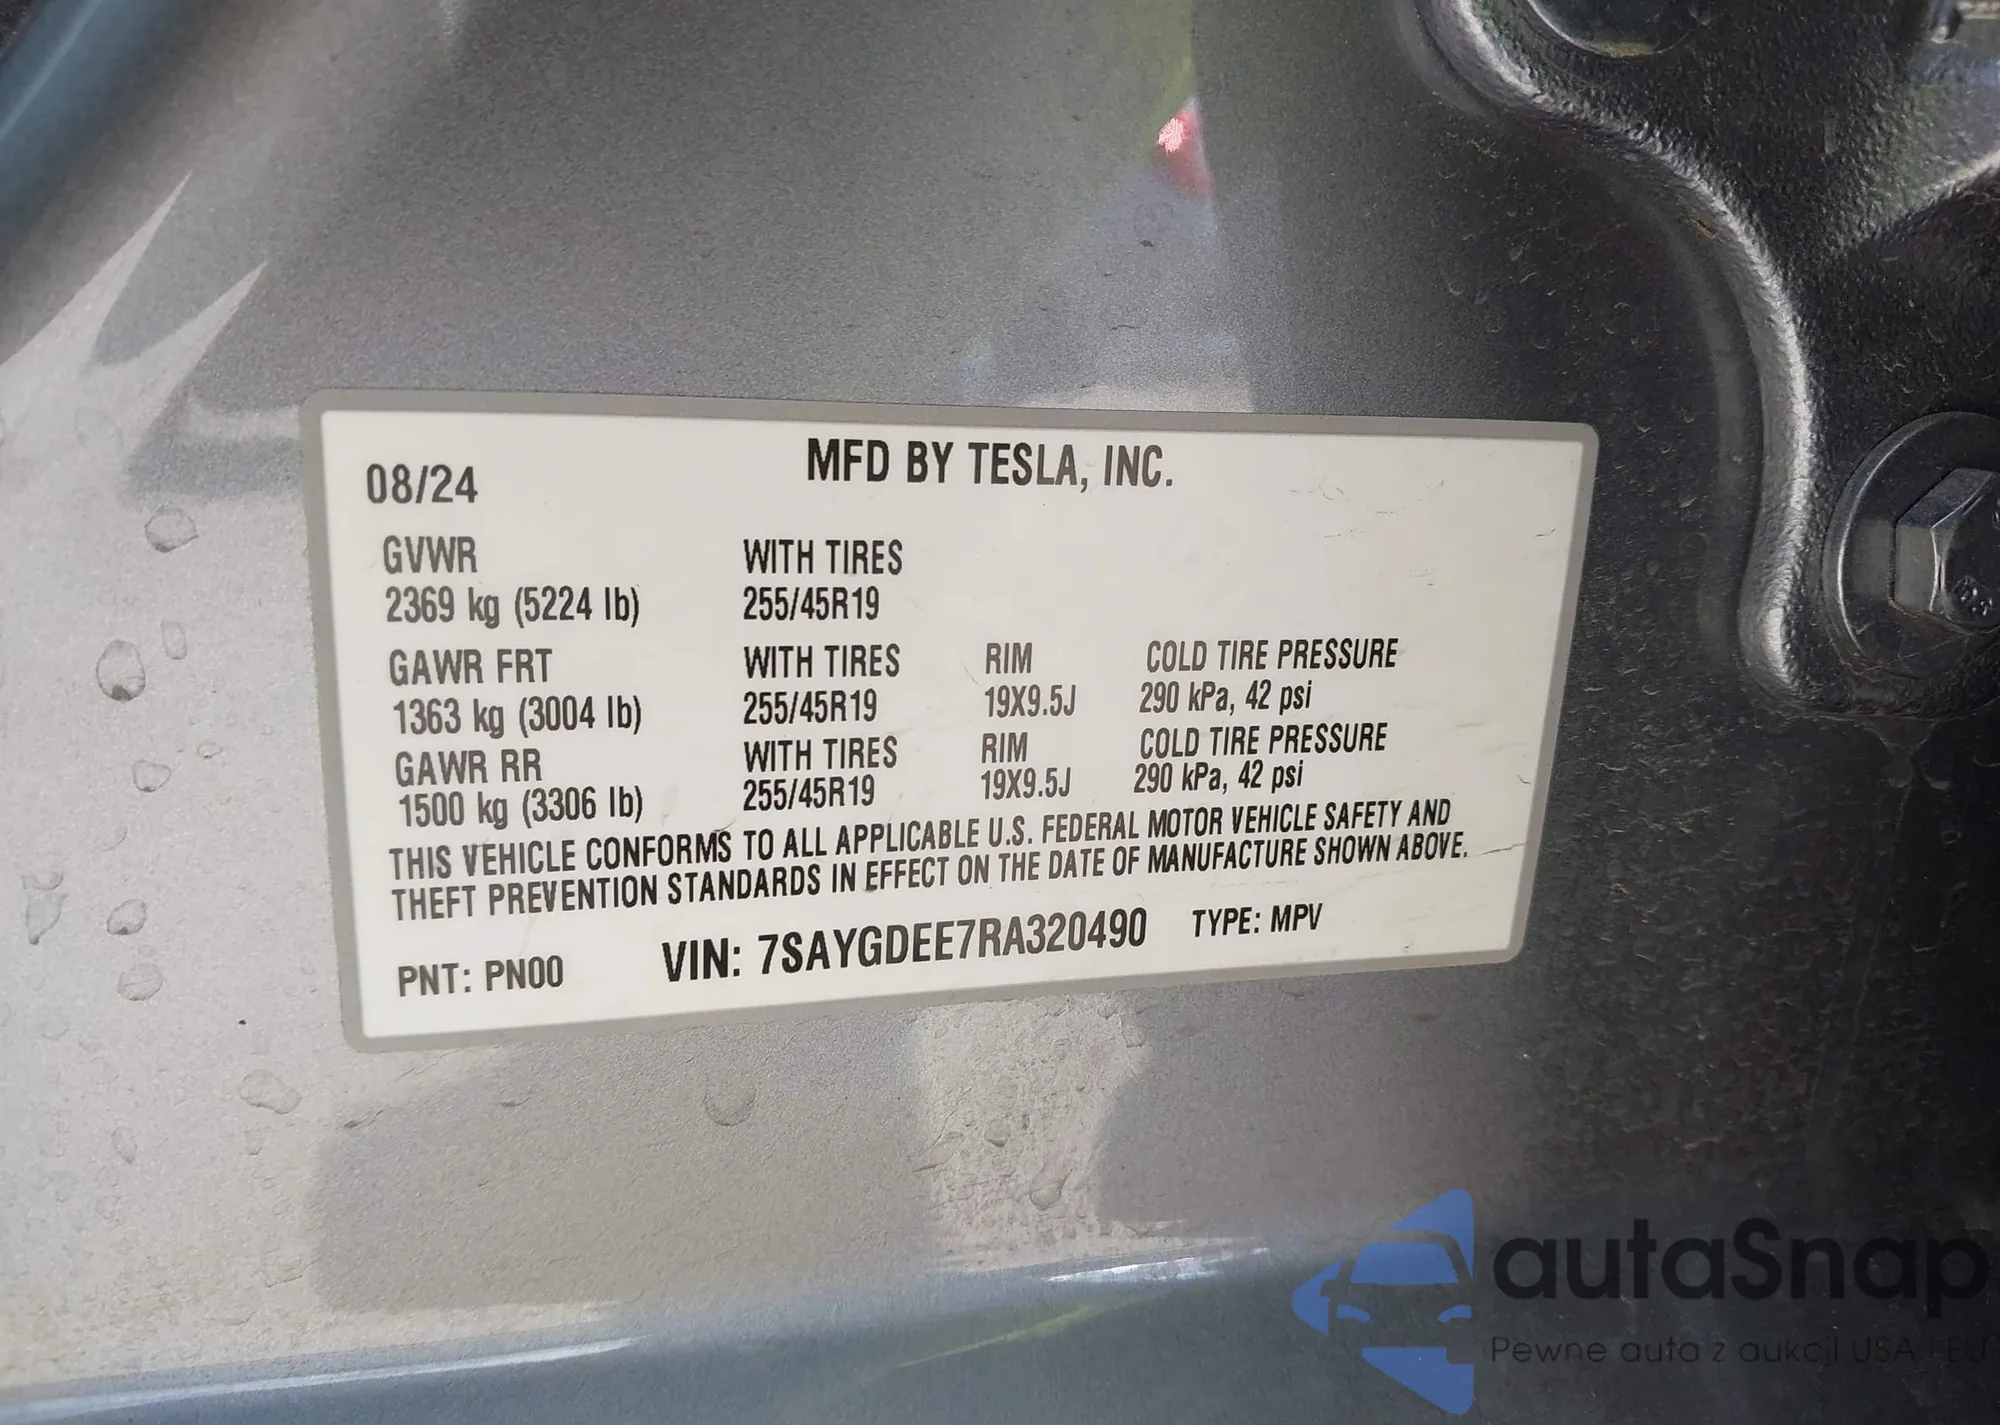 MFD BY TESLA, INC.
08/24
GVWR WITH TIRES
2369 kg (5224 lb) 255/45R19
GAWR FRT WITH TIRES RIM COLD TIRE PRESSURE
1363 kg (3004 lb) 255/45R19 19X9.5J 290 kPa, 42 psi
GAWR RR WITH TIRES RIM COLD TIRE PRESSURE
1500 kg (3306 lb) 255/45R19 19X9.5J 290 kPa, 42 psi
THIS VEHICLE CONFORMS TO ALL APPLICABLE U.S. FEDERAL MOTOR VEHICLE SAFETY AND
THEFT PREVENTION STANDARDS IN EFFECT ON THE DATE OF MANUFACTURE SHOWN ABOVE.
PNT: PN00 VIN: 7SAYGDEE7RA320490 TYPE: MPV
autaSnap
Pewne auta z aukcji USA i EU